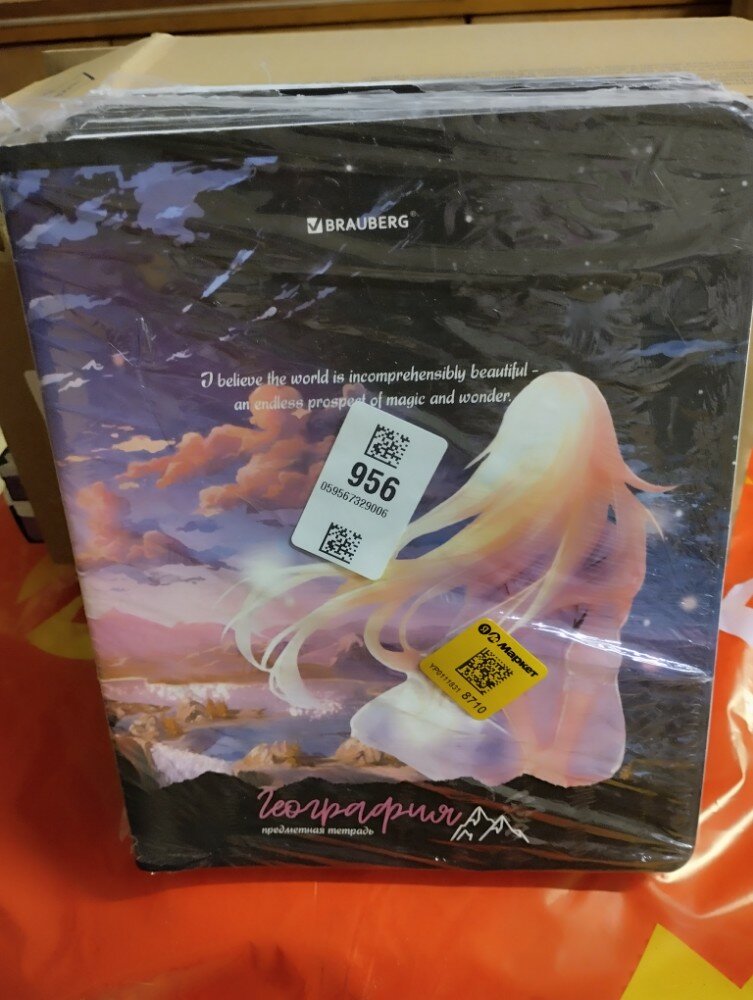 BRAUBERG®
I believe the world is incomprehensibly beautiful -
an endless prospect of magic and wonder.
956
059567329006
Я М Маркет
YP0111831 8710
География
предметная тетрадь